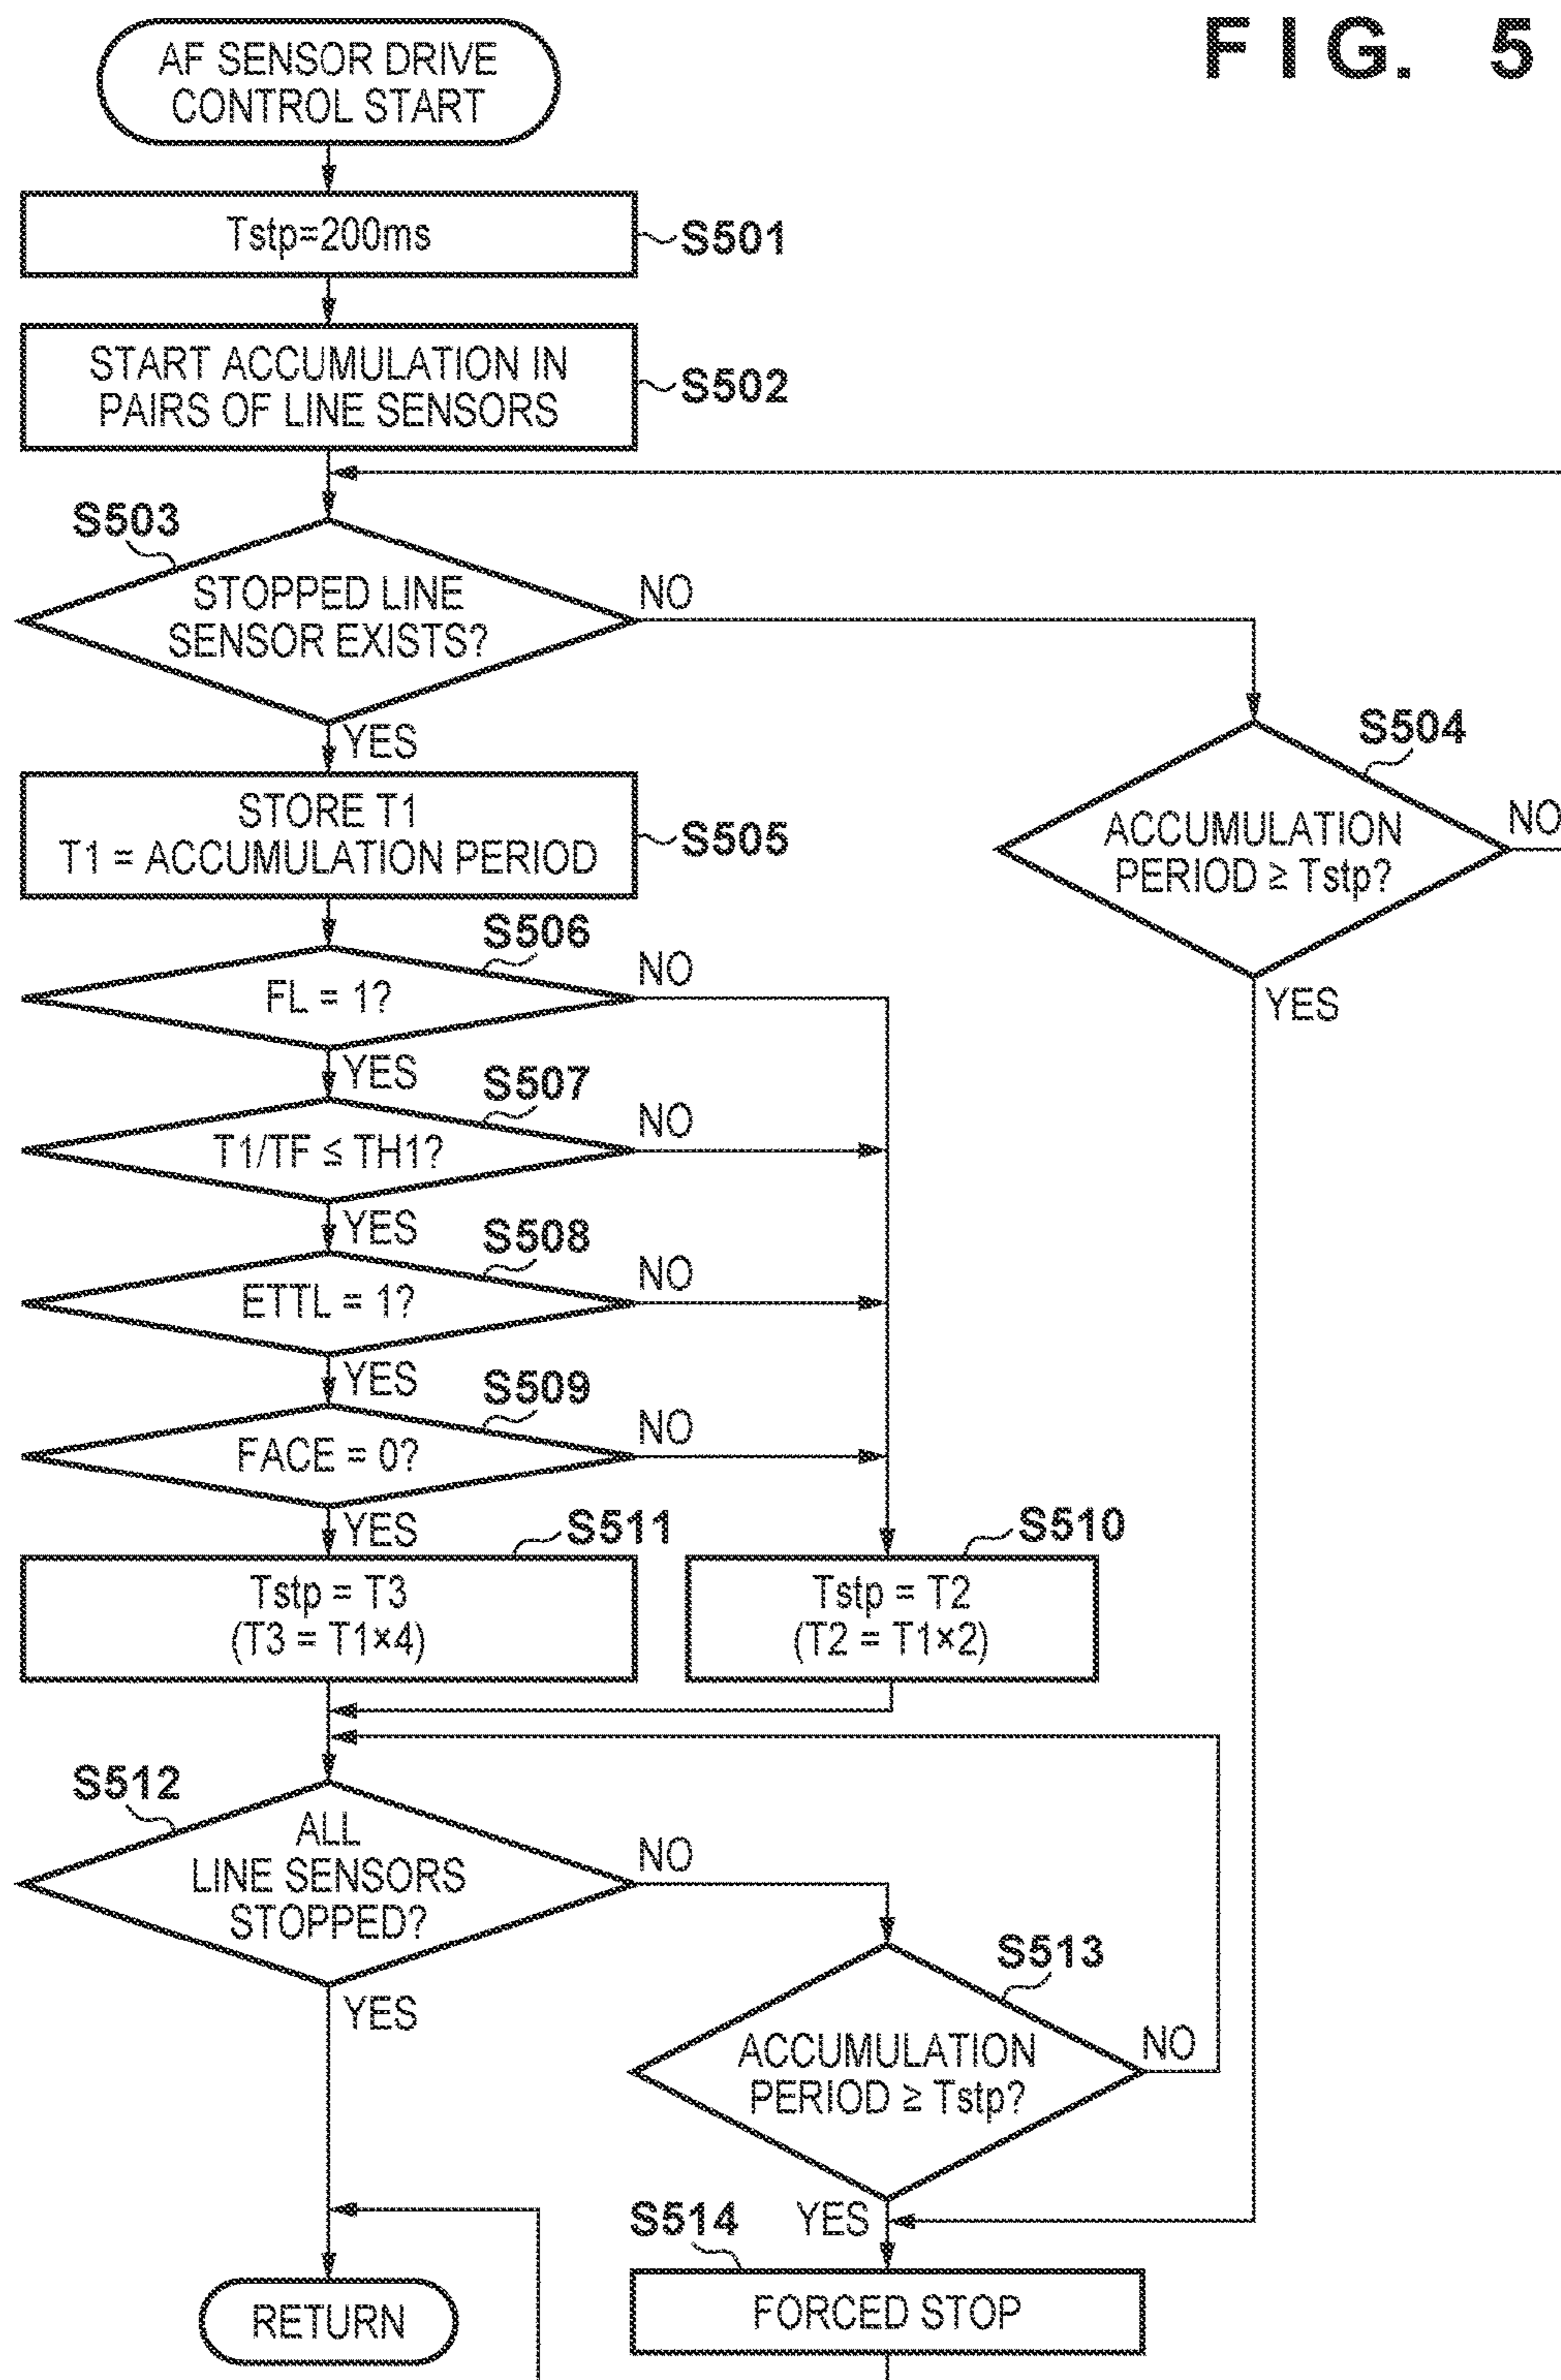 FIG. 5
AF SENSOR DRIVE
CONTROL START
Tstp=200ms
S501
START ACCUMULATION IN
PAIRS OF LINE SENSORS
S502
S503
STOPPED LINE
SENSOR EXISTS?
NO
YES
S504
ACCUMULATION
PERIOD ≥ Tstp?
NO
YES
STORE T1
T1 = ACCUMULATION PERIOD
S505
S506
FL = 1?
NO
YES
S507
T1/TF ≤ TH1?
NO
YES
S508
ETTL = 1?
NO
YES
S509
FACE = 0?
NO
YES
S511
Tstp = T3
(T3 = T1×4)
S510
Tstp = T2
(T2 = T1×2)
S512
ALL
LINE SENSORS
STOPPED?
NO
YES
S513
ACCUMULATION
PERIOD ≥ Tstp?
NO
YES
S514
FORCED STOP
RETURN